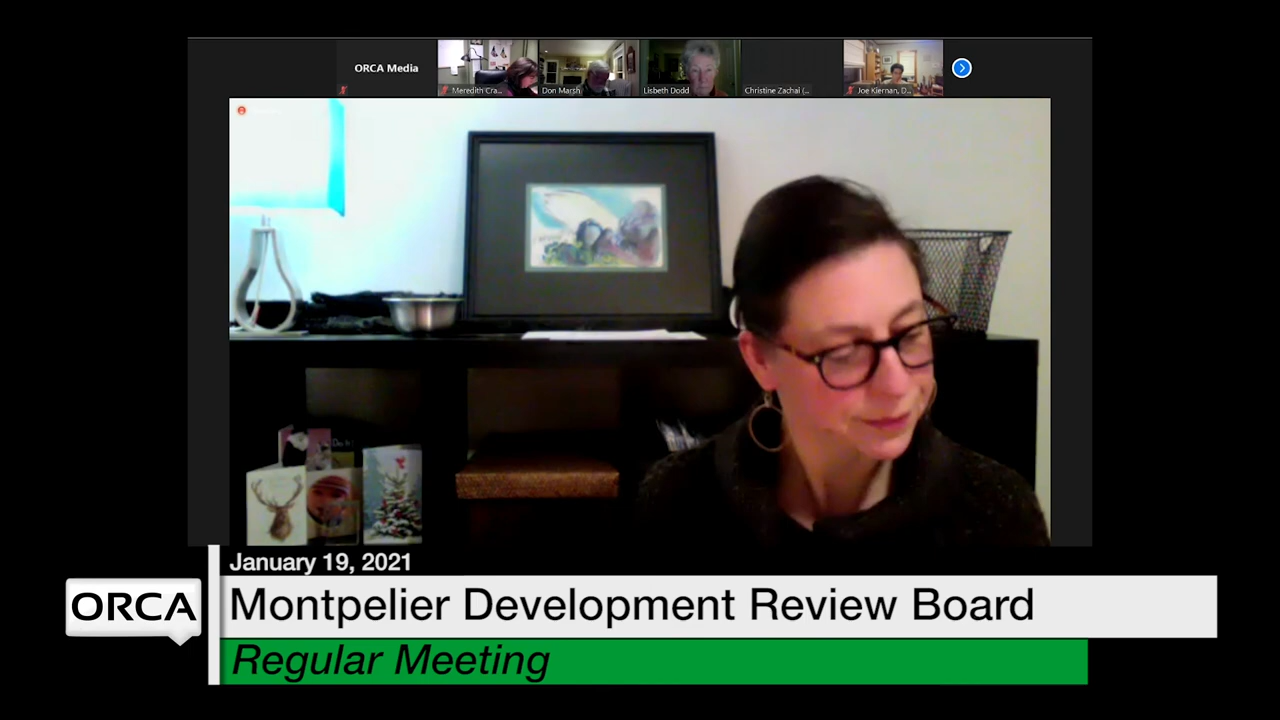 ORCA Media
Meredith Cra...
Don Marsh
Lisbeth Dodd
Christine Zachai (...
Joe Kiernan, D...
January 19, 2021
ORCA
Montpelier Development Review Board
Regular Meeting